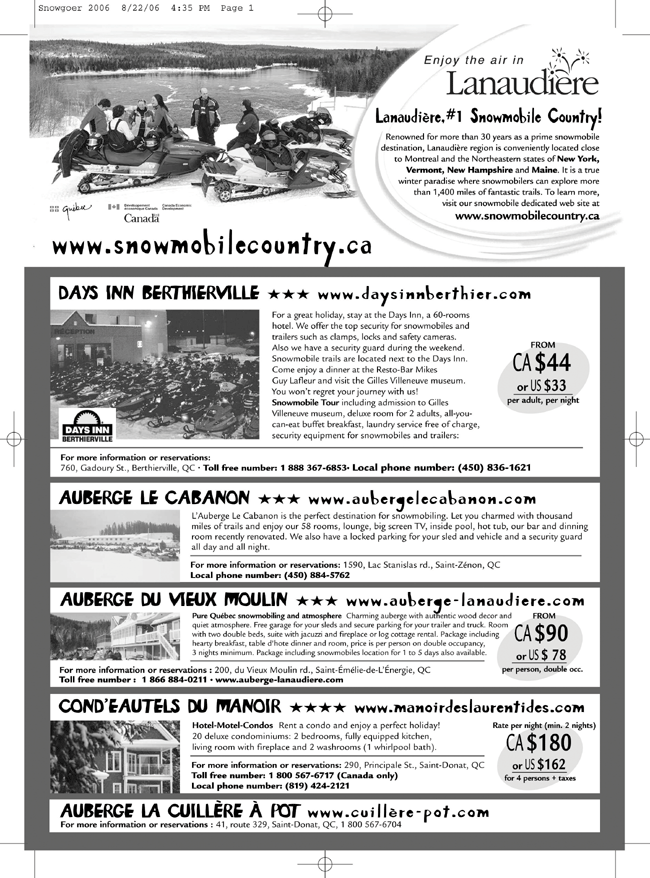 Snowgoer 2006 8/22/06 4:35 PM Page 1
Enjoy the air in
Lanaudière
Lanaudière, #1 Snowmobile Country!
Renowned for more than 30 years as a prime snowmobile
destination, Lanaudière region is conveniently located close
to Montreal and the Northeastern states of New York,
Vermont, New Hampshire and Maine. It is a true
winter paradise where snowmobilers can explore more
than 1,400 miles of fantastic trails. To learn more,
visit our snowmobile dedicated web site at
www.snowmobilecountry.ca
Québec
Développement économique Canada
Canada Economic Development
Canada
www.snowmobilecountry.ca
DAYS INN BERTHIERVILLE ★★★ www.daysinnberthier.com
RÉCEPTION
For a great holiday, stay at the Days Inn, a 60-rooms
hotel. We offer the top security for snowmobiles and
trailers such as clamps, locks and safety cameras.
Also we have a security guard during the weekend.
Snowmobile trails are located next to the Days Inn.
Come enjoy a dinner at the Resto-Bar Mikes
Guy Lafleur and visit the Gilles Villeneuve museum.
You won't regret your journey with us!
Snowmobile Tour including admission to Gilles
Villeneuve museum, deluxe room for 2 adults, all-you-
can-eat buffet breakfast, laundry service free of charge,
security equipment for snowmobiles and trailers:
FROM
CA $44
or US $33
per adult, per night
DAYS INN
BERTHIERVILLE
For more information or reservations:
760, Gadoury St., Berthierville, QC · Toll free number: 1 888 367-6853· Local phone number: (450) 836-1621
AUBERGE LE CABANON ★★★ www.aubergelecabanon.com
L'Auberge Le Cabanon is the perfect destination for snowmobiling. Let you charmed with thousand
miles of trails and enjoy our 58 rooms, lounge, big screen TV, inside pool, hot tub, our bar and dinning
room recently renovated. We also have a locked parking for your sled and vehicle and a security guard
all day and all night.
For more information or reservations: 1590, Lac Stanislas rd., Saint-Zénon, QC
Local phone number: (450) 884-5762
AUBERGE DU VIEUX MOULIN ★★★ www.auberge-lanaudiere.com
Pure Québec snowmobiling and atmosphere Charming auberge with authentic wood decor and
quiet atmosphere. Free garage for your sleds and secure parking for your trailer and truck. Room
with two double beds, suite with jacuzzi and fireplace or log cottage rental. Package including
hearty breakfast, table d'hote dinner and room, price is per person on double occupancy,
3 nights minimum. Package including snowmobiles location for 1 to 5 days also available.
FROM
CA $90
or US $ 78
per person, double occ.
For more information or reservations : 200, du Vieux Moulin rd., Saint-Émélie-de-L'Énergie, QC
Toll free number : 1 866 884-0211 · www.auberge-lanaudiere.com
COND'EAUTELS DU MANOIR ★★★★ www.manoirdeslaurentides.com
Hotel-Motel-Condos Rent a condo and enjoy a perfect holiday!
20 deluxe condominiums: 2 bedrooms, fully equipped kitchen,
living room with fireplace and 2 washrooms (1 whirlpool bath).
Rate per night (min. 2 nights)
CA $180
or US $162
for 4 persons + taxes
For more information or reservations: 290, Principale St., Saint-Donat, QC
Toll free number: 1 800 567-6717 (Canada only)
Local phone number: (819) 424-2121
AUBERGE LA CUILLÈRE À POT www.cuillère-pot.com
For more information or reservations : 41, route 329, Saint-Donat, QC, 1 800 567-6704